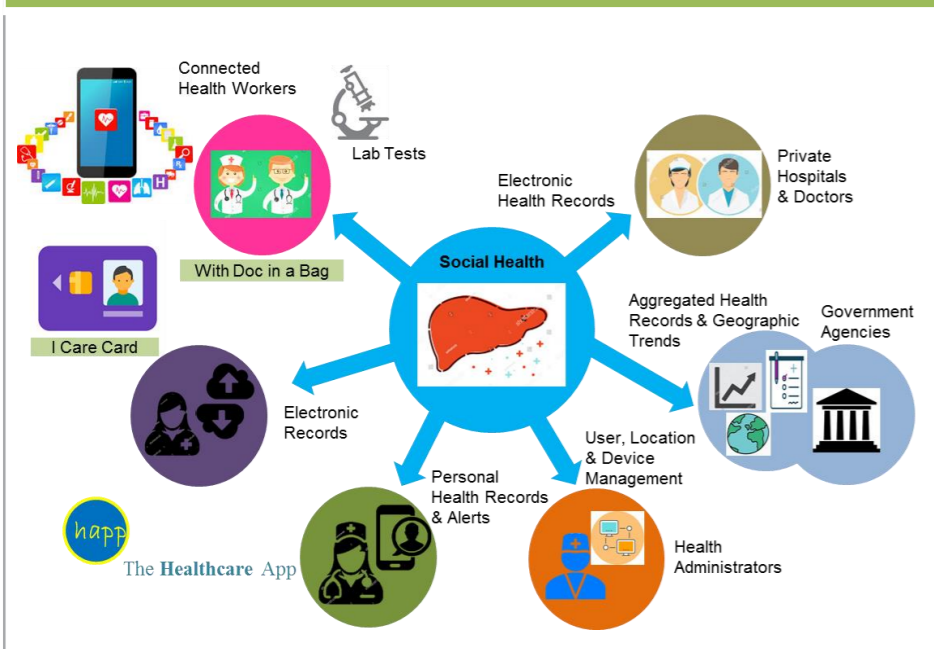 Connected
Health Workers
Lab Tests
With Doc in a Bag
I Care Card
Electronic
Health Records
Private
Hospitals
& Doctors
Social Health
Aggregated Health
Records & Geographic
Trends
Government
Agencies
Electronic
Records
Personal
Health Records
& Alerts
User, Location
& Device
Management
Health
Administrators
happ
The Healthcare App